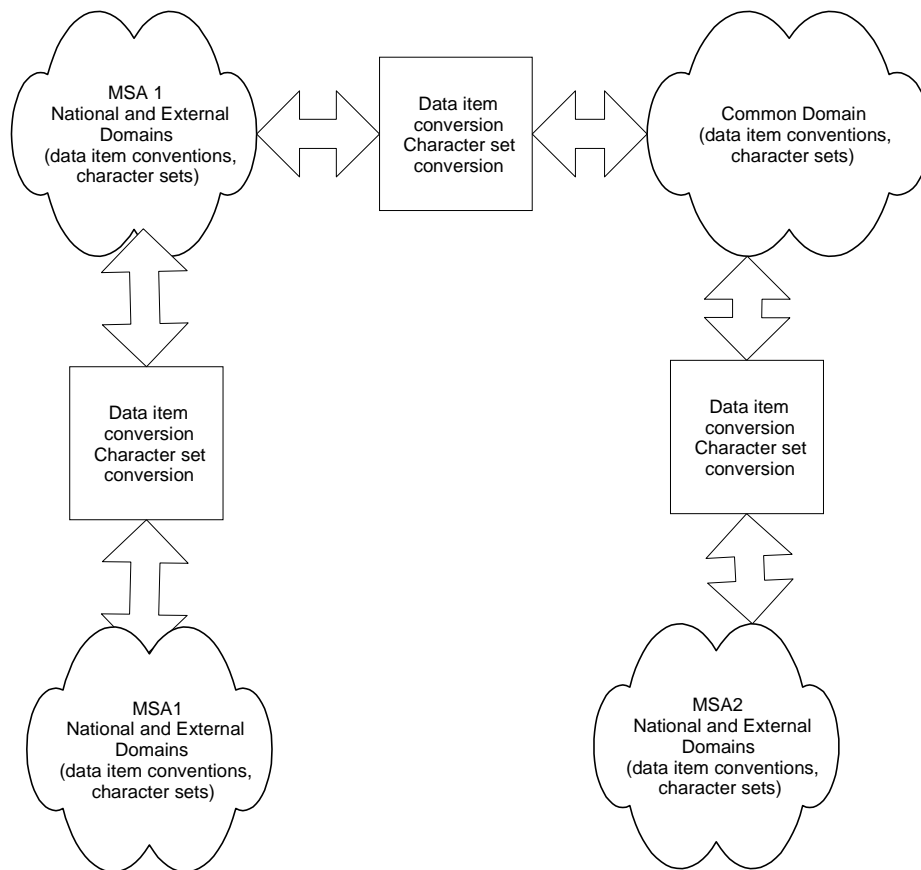 MSA 1
National and External
Domains
(data item conventions,
character sets)
Data item
conversion
Character set
conversion
Common Domain
(data item conventions,
character sets)
Data item
conversion
Character set
conversion
Data item
conversion
Character set
conversion
MSA1
National and External
Domains
(data item conventions,
character sets)
MSA2
National and External
Domains
(data item conventions,
character sets)